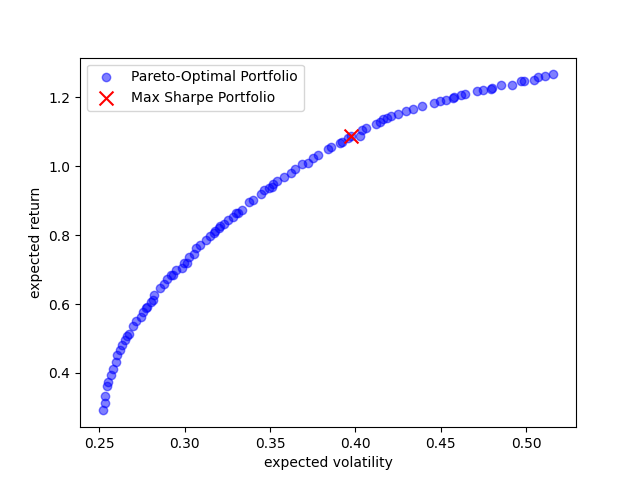 Pareto-Optimal Portfolio
Max Sharpe Portfolio
1.2
1.0
0.8
0.6
0.4
expected return
0.25 0.30 0.35 0.40 0.45 0.50
expected volatility